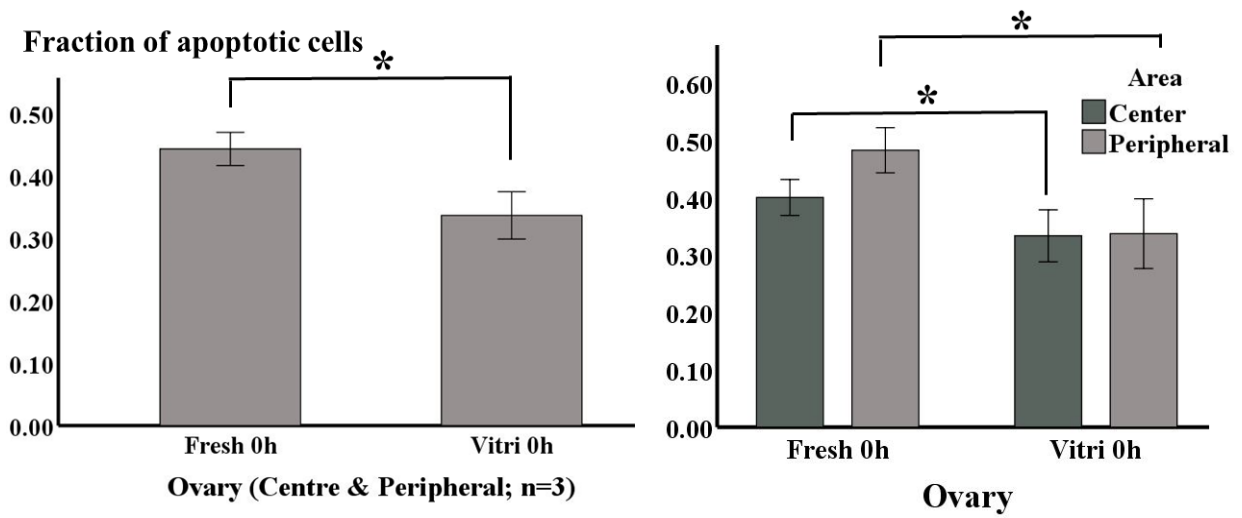 Fraction of apoptotic cells
*
0.50
0.40
0.30
0.20
0.10
0.00
Fresh 0h Vitri 0h
Ovary (Centre & Peripheral; n=3)
*
*
Area
Center
Peripheral
0.60
0.50
0.40
0.30
0.20
0.10
0.00
Fresh 0h Vitri 0h
Ovary